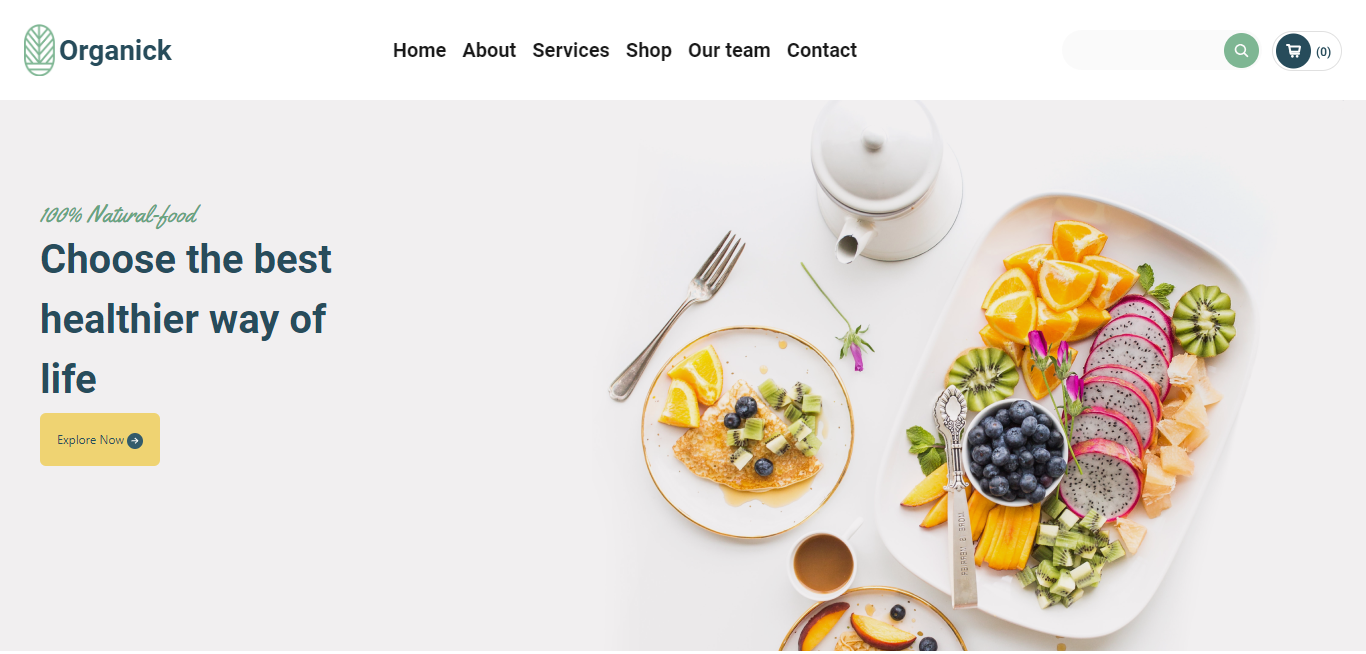 Organick
Home About Services Shop Our team Contact
(0)
100% Natural-food
Choose the best
healthier way of
life
Explore Now